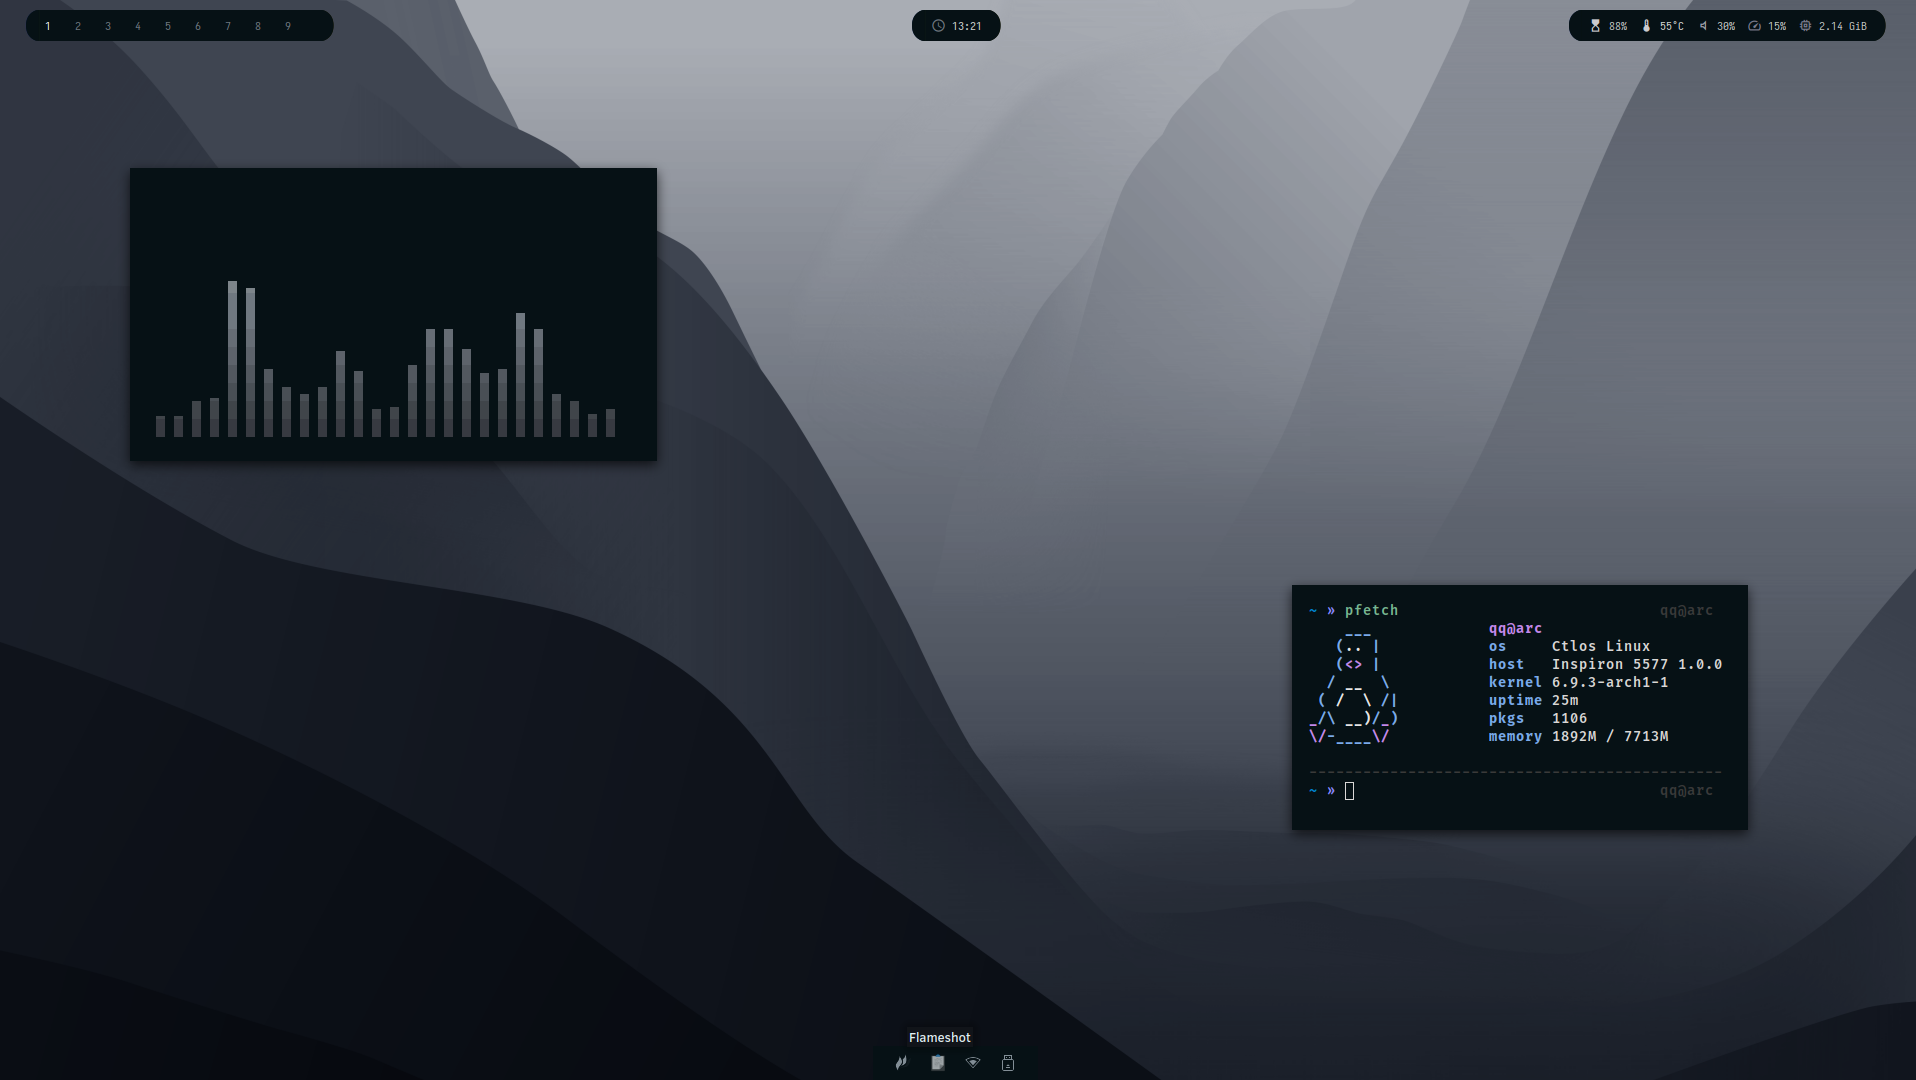 1 2 3 4 5 6 7 8 9
13:21
88% 55°C 30% 15% 2.14 GiB
~ » pfetch qq@arc
qq@arc
os Ctlos Linux
host Inspiron 5577 1.0.0
kernel 6.9.3-arch1-1
uptime 25m
pkgs 1106
memory 1892M / 7713M
~ » qq@arc
Flameshot